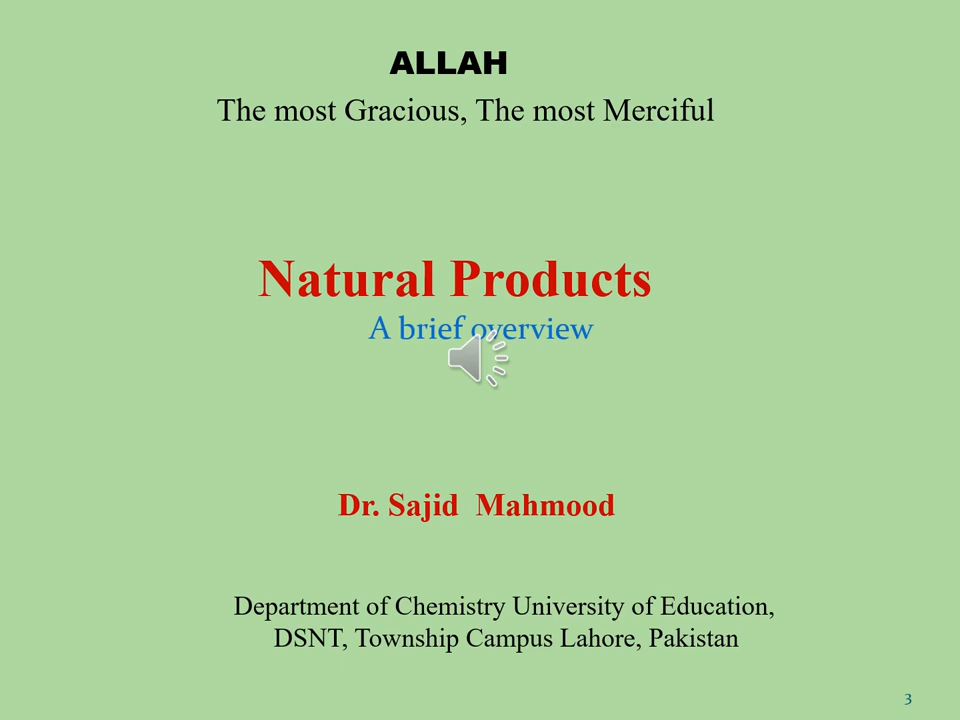 ALLAH
The most Gracious, The most Merciful
Natural Products
A brief overview
Dr. Sajid Mahmood
Department of Chemistry University of Education,
DSNT, Township Campus Lahore, Pakistan
3